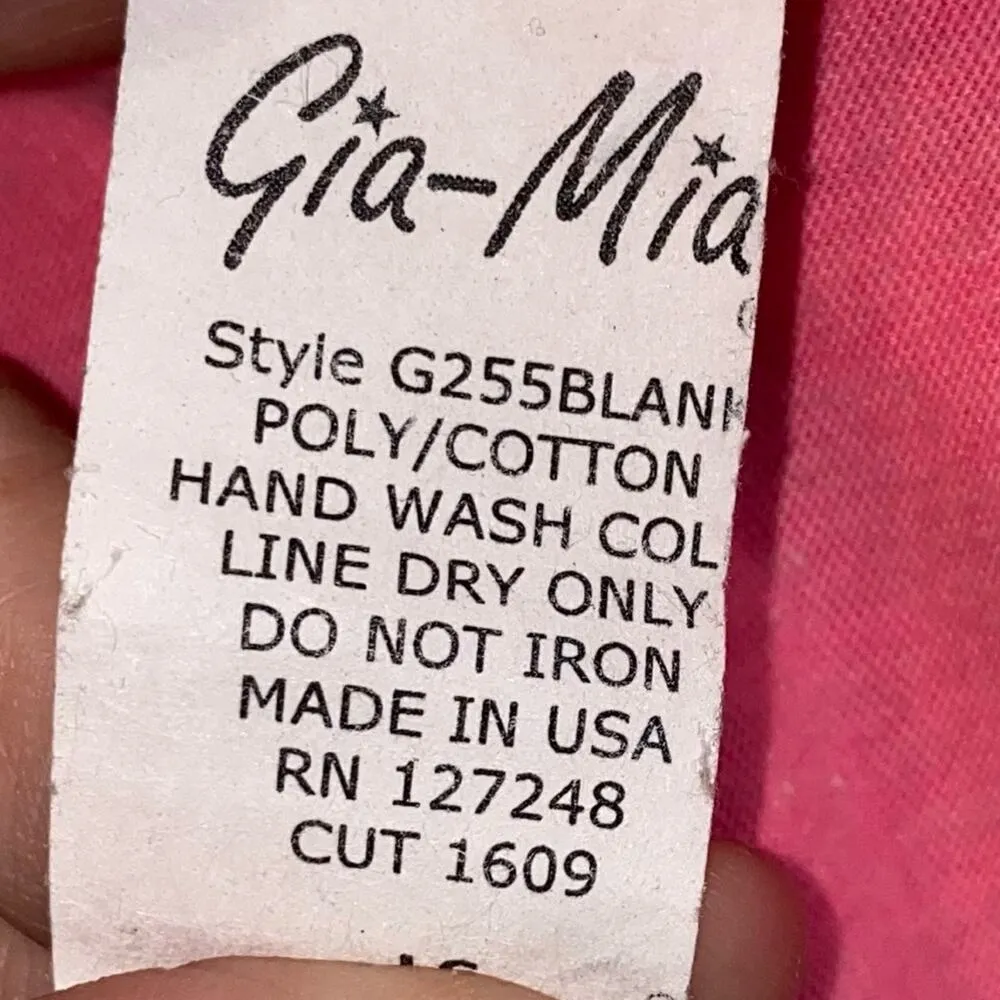 Gia-Mia
Style G255BLANK
POLY/COTTON
HAND WASH COL
LINE DRY ONLY
DO NOT IRON
MADE IN USA
RN 127248
CUT 1609